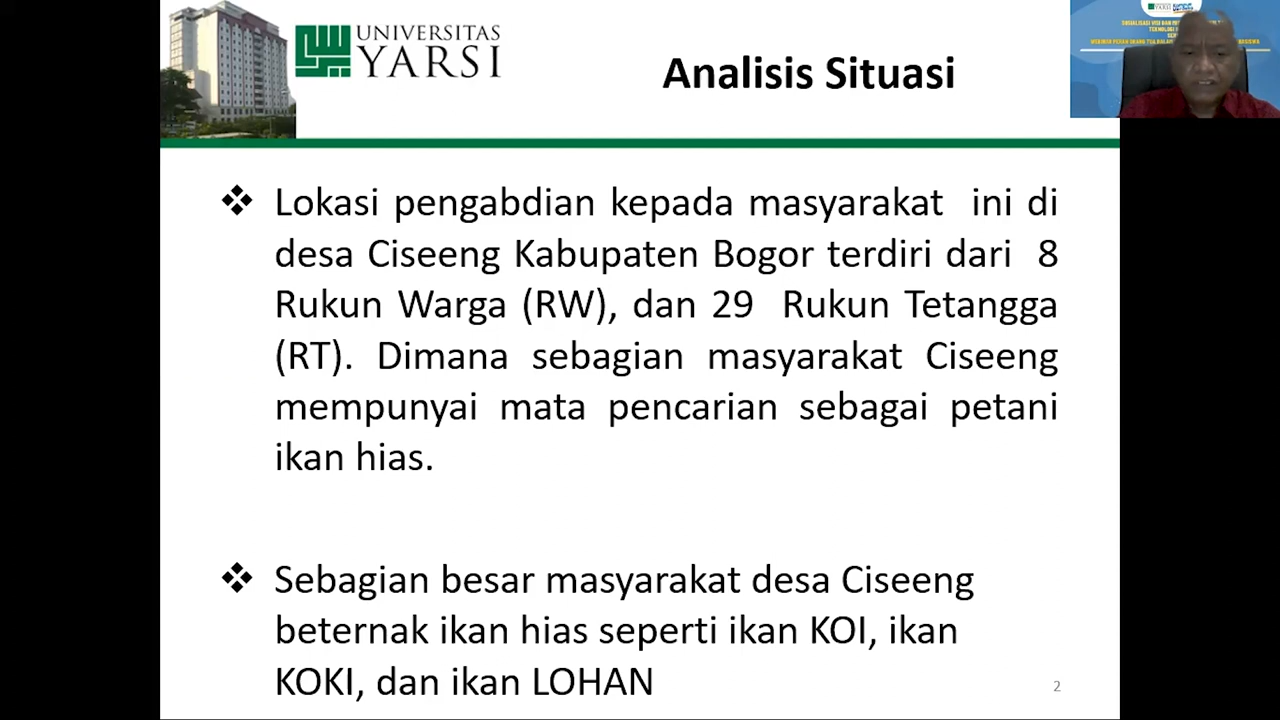 UNIVERSITAS
YARSI
Analisis Situasi
❖ Lokasi pengabdian kepada masyarakat ini di
desa Ciseeng Kabupaten Bogor terdiri dari 8
Rukun Warga (RW), dan 29 Rukun Tetangga
(RT). Dimana sebagian masyarakat Ciseeng
mempunyai mata pencarian sebagai petani
ikan hias.
❖ Sebagian besar masyarakat desa Ciseeng
beternak ikan hias seperti ikan KOI, ikan
KOKI, dan ikan LOHAN
2